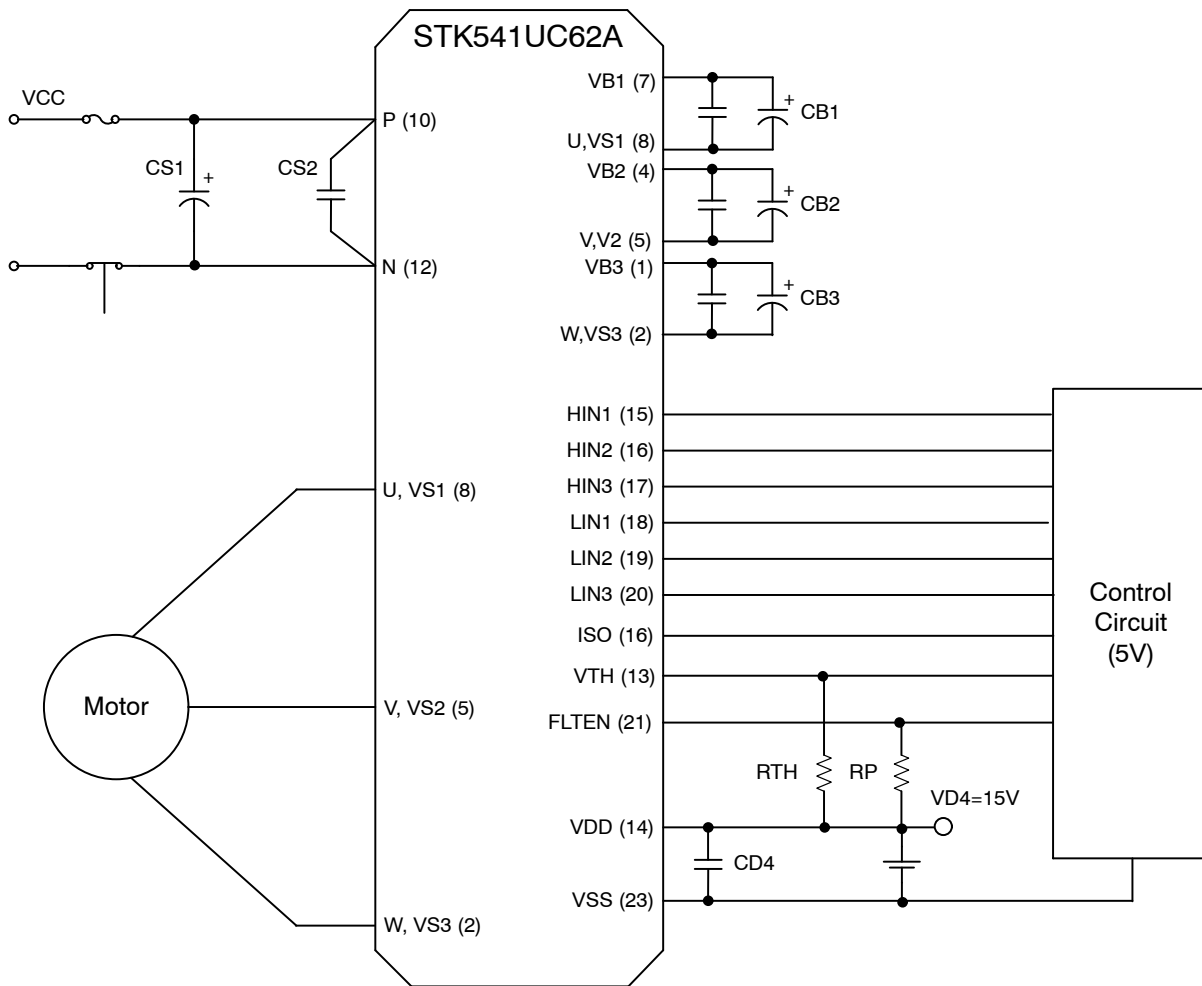 STK541UC62A
VCC
P (10)
CS1
+
CS2
N (12)
VB1 (7)
+
CB1
U,VS1 (8)
VB2 (4)
+
CB2
V,V2 (5)
VB3 (1)
+
CB3
W,VS3 (2)
HIN1 (15)
HIN2 (16)
HIN3 (17)
LIN1 (18)
LIN2 (19)
LIN3 (20)
ISO (16)
VTH (13)
FLTEN (21)
RTH
RP
VD4=15V
VDD (14)
CD4
VSS (23)
Control
Circuit
(5V)
U, VS1 (8)
Motor
V, VS2 (5)
W, VS3 (2)